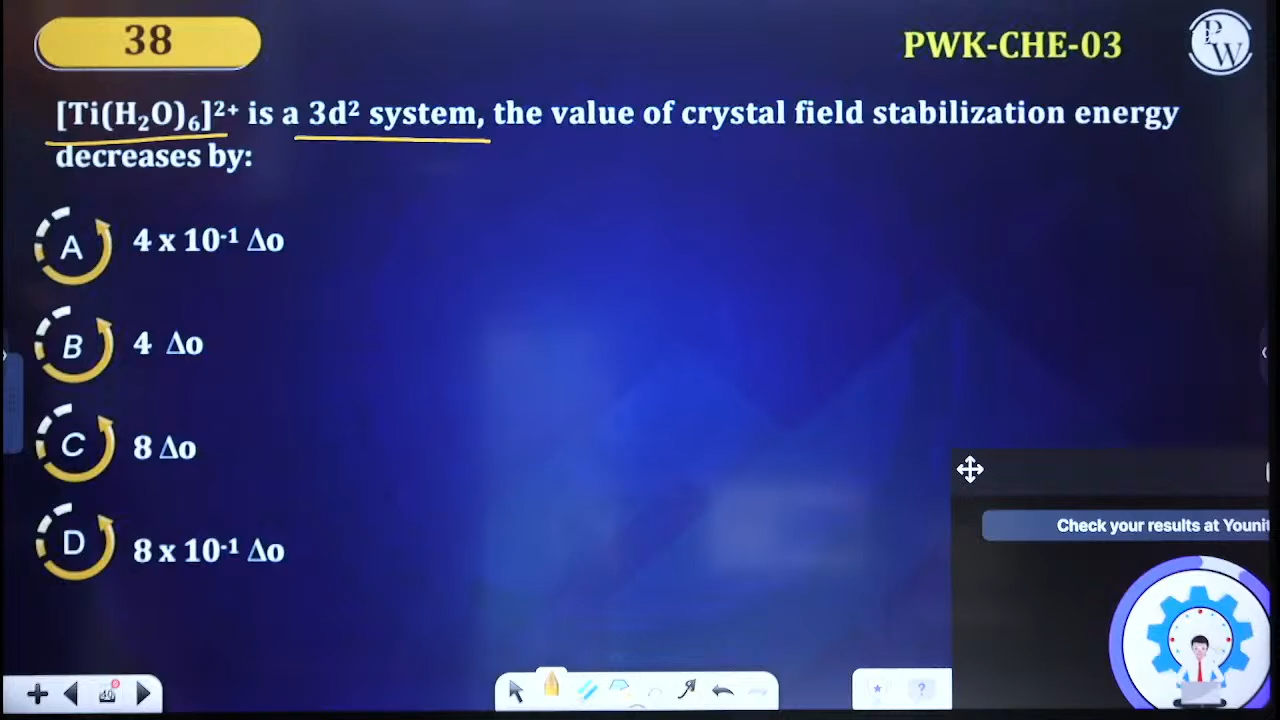 38
PWK-CHE-03
PW
[Ti(H₂O)₆]²⁺ is a 3d² system, the value of crystal field stabilization energy
decreases by:
A 4 x 10⁻¹ Δo
B 4 Δo
C 8 Δo
D 8 x 10⁻¹ Δo
Check your results at Younit